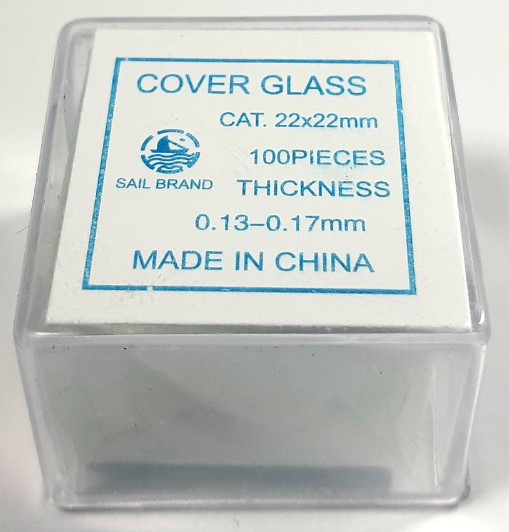 COVER GLASS
CAT. 22x22mm
100PIECES
SAIL BRAND THICKNESS
0.13-0.17mm
MADE IN CHINA